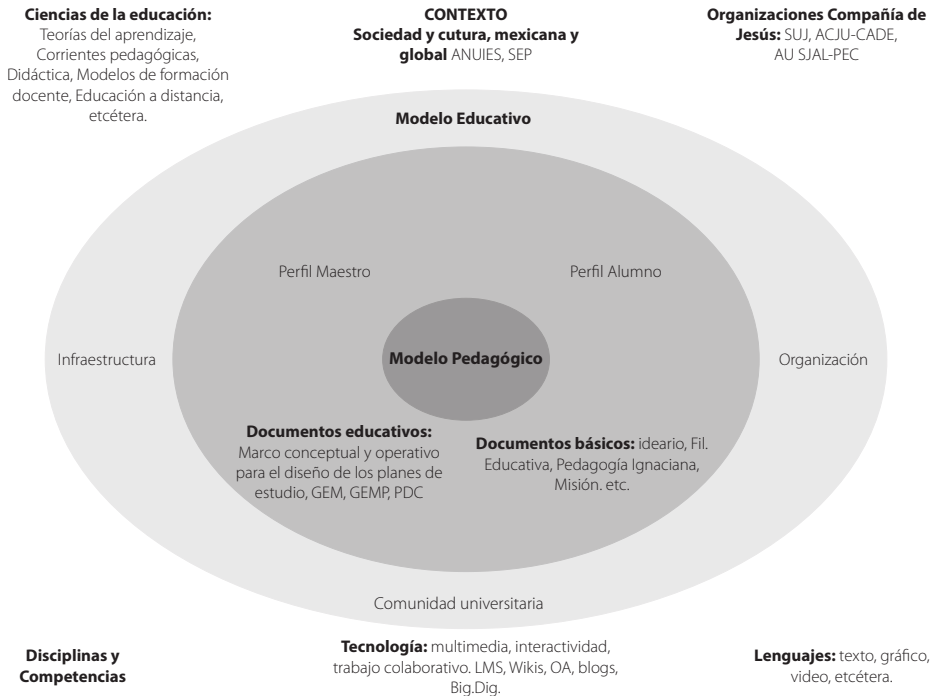 Ciencias de la educación:
Teorías del aprendizaje,
Corrientes pedagógicas,
Didáctica, Modelos de formación
docente, Educación a distancia,
etcétera.
CONTEXTO
Sociedad y cutura, mexicana y
global ANUIES, SEP
Organizaciones Compañía de
Jesús: SUJ, ACJU-CADE,
AU SJAL-PEC
Modelo Educativo
Perfil Maestro
Perfil Alumno
Infraestructura
Modelo Pedagógico
Organización
Documentos educativos:
Marco conceptual y operativo
para el diseño de los planes de
estudio, GEM, GEMP, PDC
Documentos básicos: ideario, Fil.
Educativa, Pedagogía Ignaciana,
Misión. etc.
Comunidad universitaria
Disciplinas y
Competencias
Tecnología: multimedia, interactividad,
trabajo colaborativo. LMS, Wikis, OA, blogs,
Big.Dig.
Lenguajes: texto, gráfico,
video, etcétera.